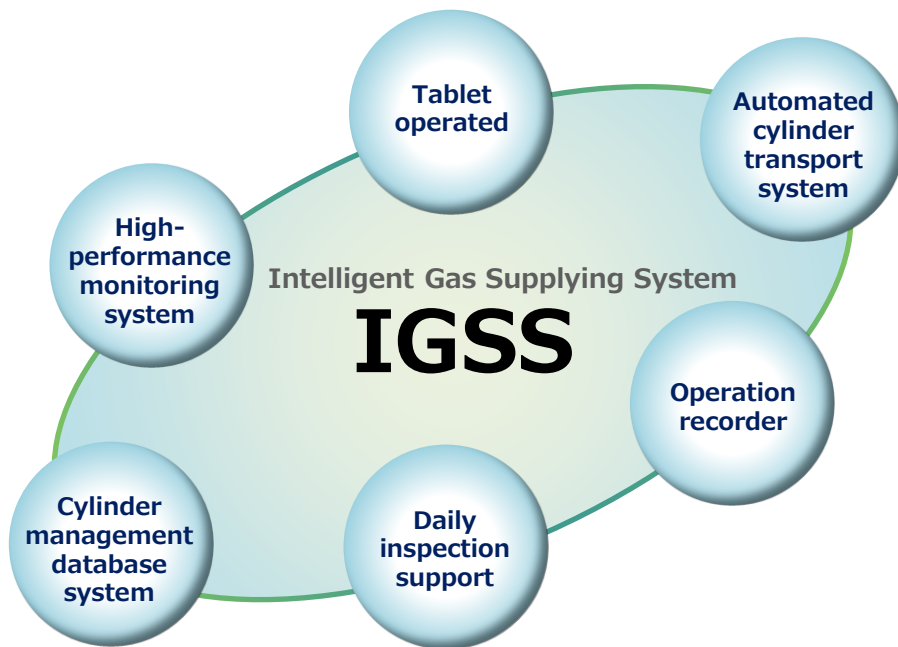 Tablet
operated
Automated
cylinder
transport
system
High-
performance
monitoring
system
Intelligent Gas Supplying System
IGSS
Operation
recorder
Cylinder
management
database
system
Daily
inspection
support